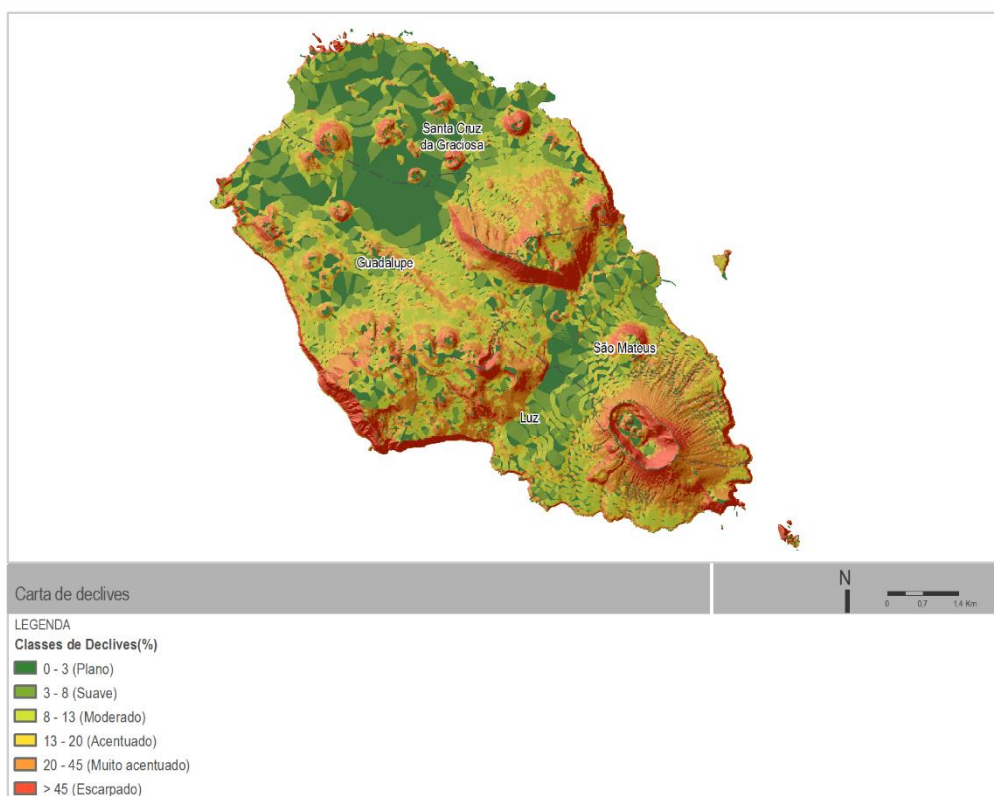 Santa Cruz
da Graciosa
Guadalupe
São Mateus
Luz
Carta de declives
N
0 0,7 1,4 Km
LEGENDA
Classes de Declives(%)
0 - 3 (Plano)
3 - 8 (Suave)
8 - 13 (Moderado)
13 - 20 (Acentuado)
20 - 45 (Muito acentuado)
> 45 (Escarpado)